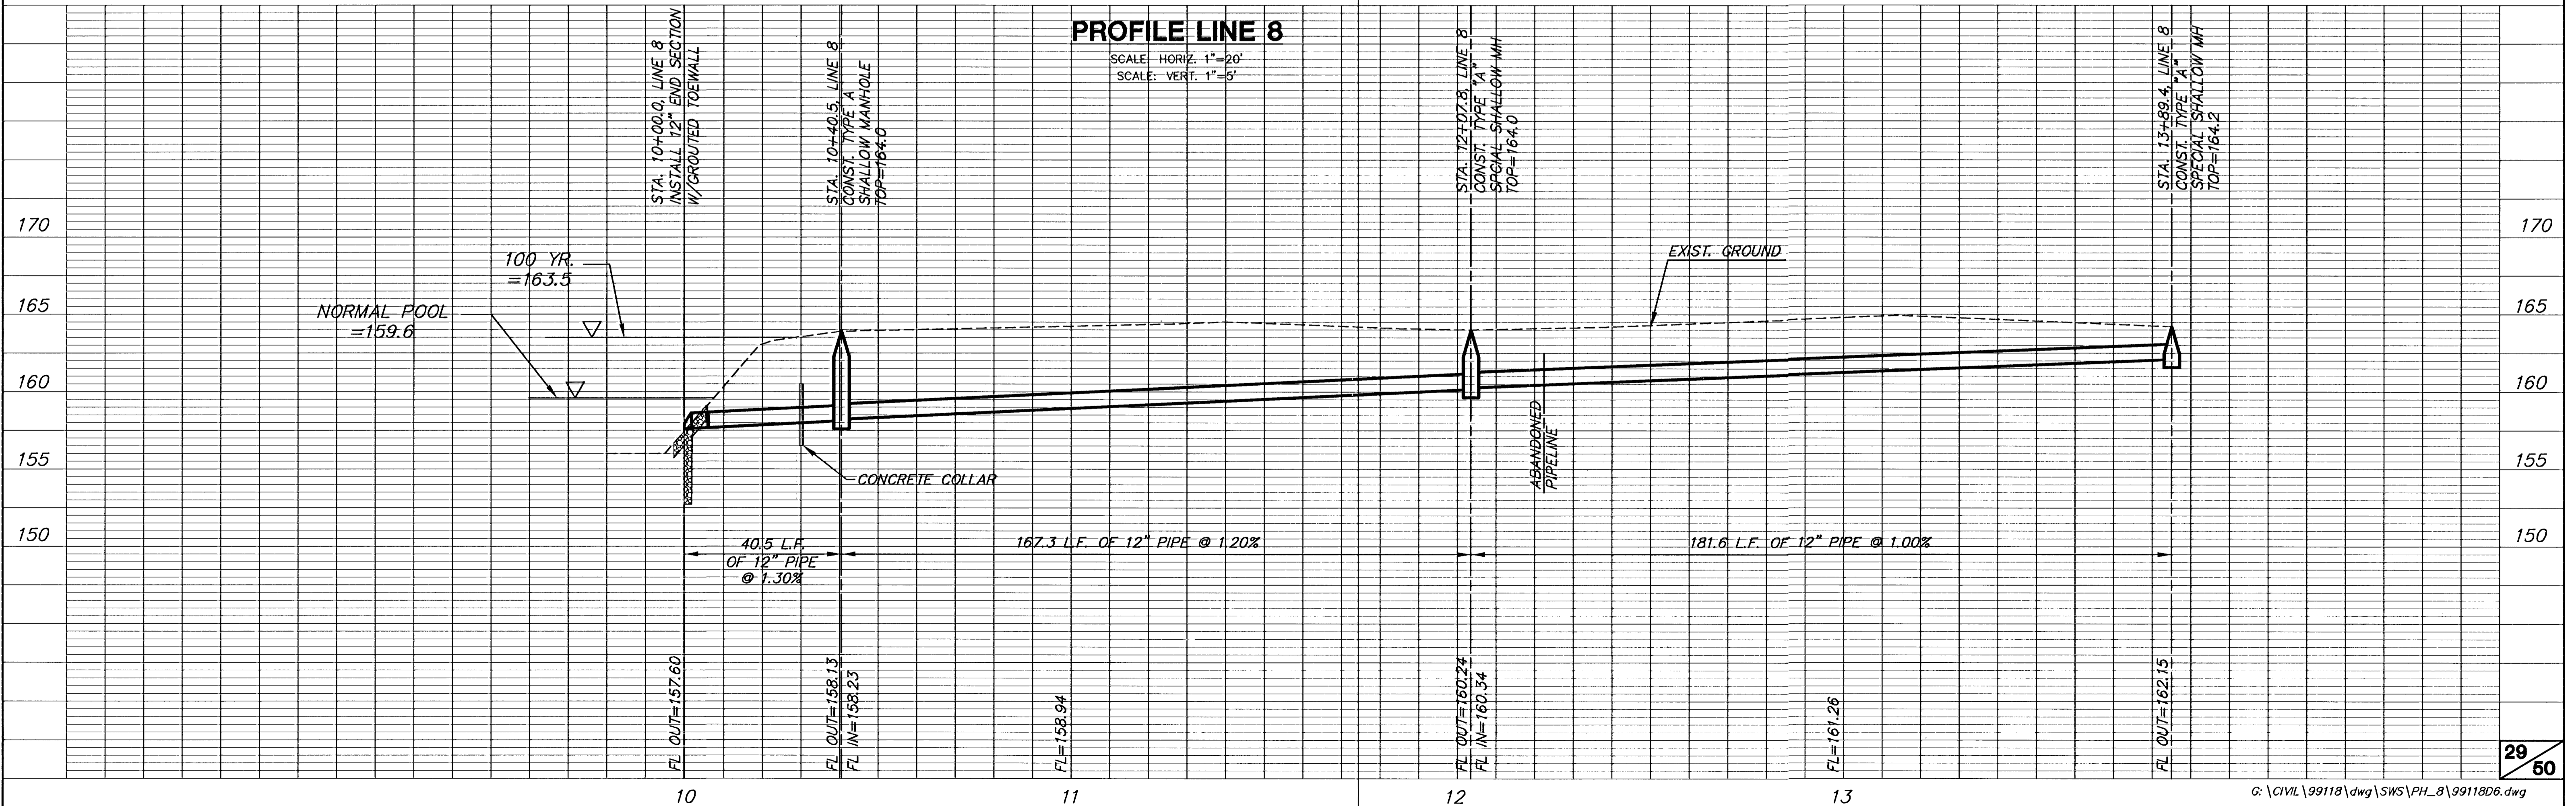 PROFILE LINE 8
SCALE: HORIZ. 1"=20'
SCALE: VERT. 1"=5'
STA. 10+00.0, LINE 8
INSTALL 12" END SECTION
W/GROUTED TOEWALL
STA. 10+40.5, LINE 8
CONST. TYPE A
SHALLOW MANHOLE
TOP=164.0
STA. 12+07.8, LINE 8
CONST. TYPE "A"
SPECIAL SHALLOW MH
TOP=164.0
STA. 13+89.4, LINE 8
CONST. TYPE "A"
SPECIAL SHALLOW MH
TOP=164.2
170
170
100 YR.
=163.5
EXIST. GROUND
165
NORMAL POOL
=159.6
165
160
160
155
CONCRETE COLLAR
ABANDONED
PIPELINE
155
150
40.5 L.F.
OF 12" PIPE
@ 1.30%
167.3 L.F. OF 12" PIPE @ 1.20%
181.6 L.F. OF 12" PIPE @ 1.00%
150
FL OUT=157.60
FL OUT=158.13
FL IN=158.23
FL=158.94
FL OUT=160.24
FL IN=160.34
FL=161.26
FL OUT=162.15
29
50
10
11
12
13
G:\CIVIL\99118\dwg\SWS\PH_8\99118D6.dwg